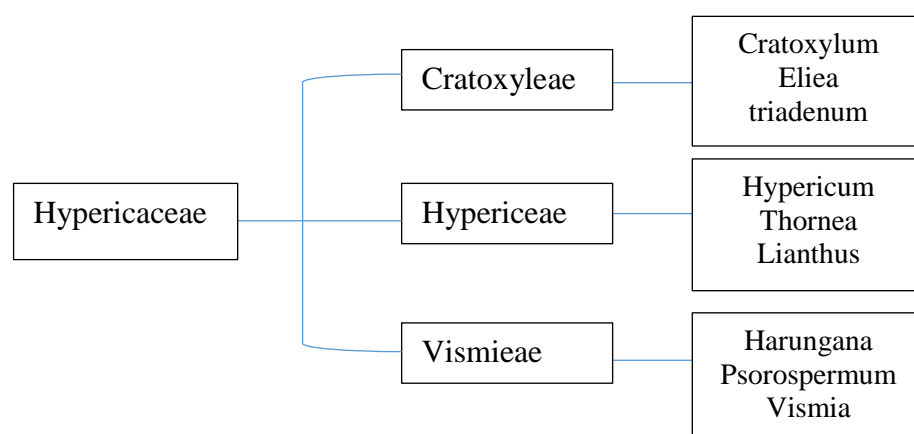 Hypericaceae
Cratoxyleae
Cratoxylum
Eliea
triadenum
Hypericeae
Hypericum
Thornea
Lianthus
Vismieae
Harungana
Psorospermum
Vismia